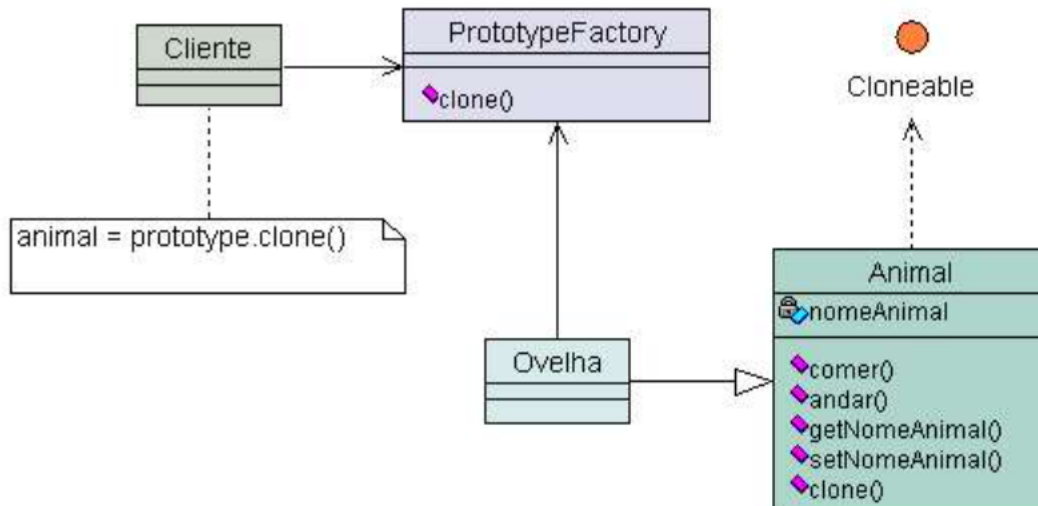 Cliente
PrototypeFactory
clone()
Cloneable
animal = prototype.clone()
Animal
nomeAnimal
comer()
andar()
getNomeAnimal()
setNomeAnimal()
clone()
Ovelha